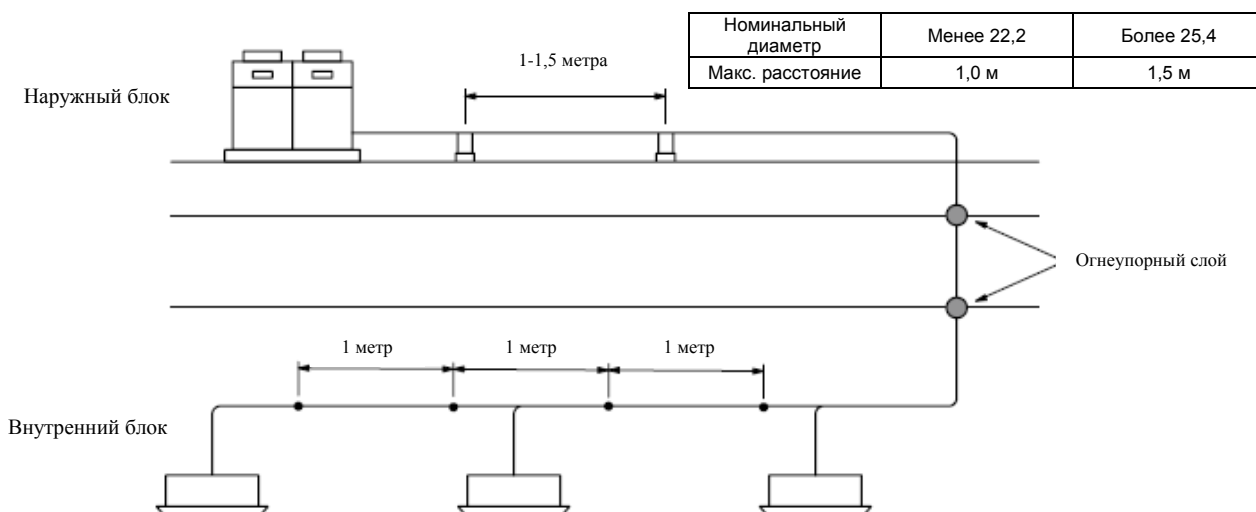 Номинальный диаметр
Менее 22,2
Более 25,4
Макс. расстояние
1,0 м
1,5 м
1-1,5 метра
Наружный блок
Огнеупорный слой
1 метр
1 метр
1 метр
Внутренний блок